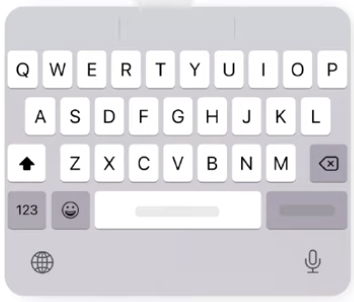 Q W E R T Y U I O P
A S D F G H J K L
Z X C V B N M
123